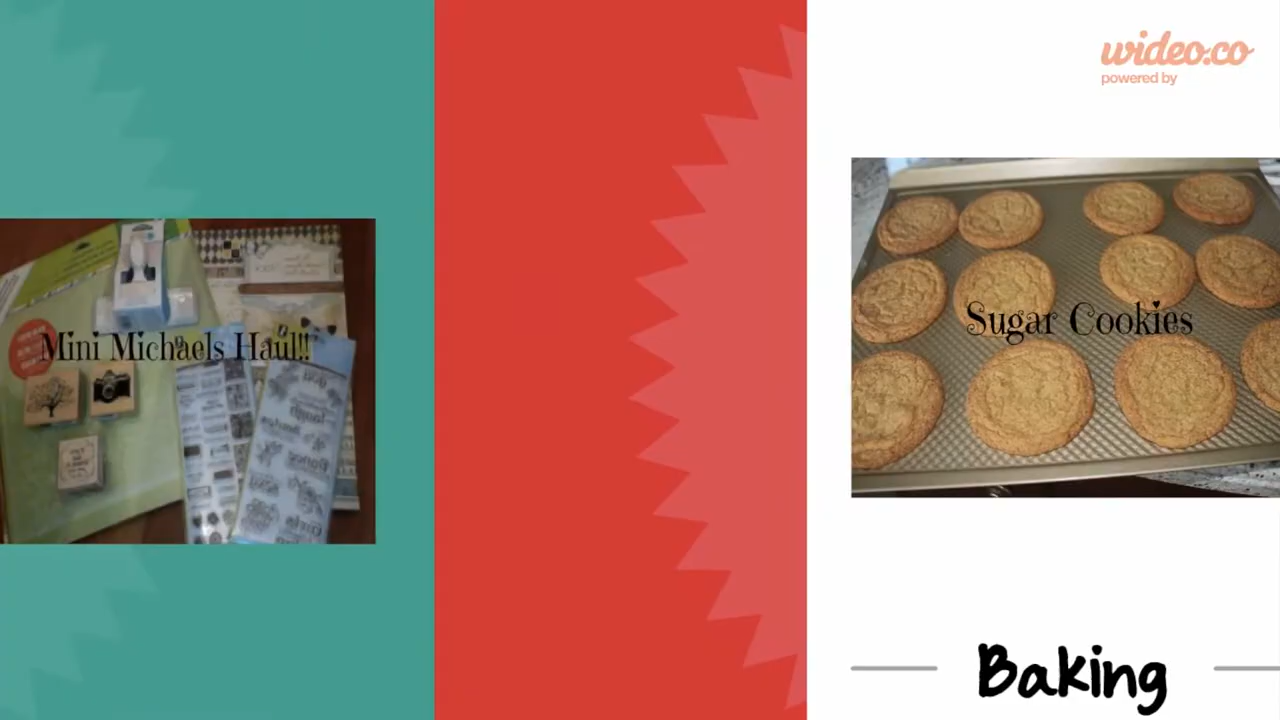 wideo.co
powered by
Mini Michaels Haul!!
Sugar Cookies
Baking